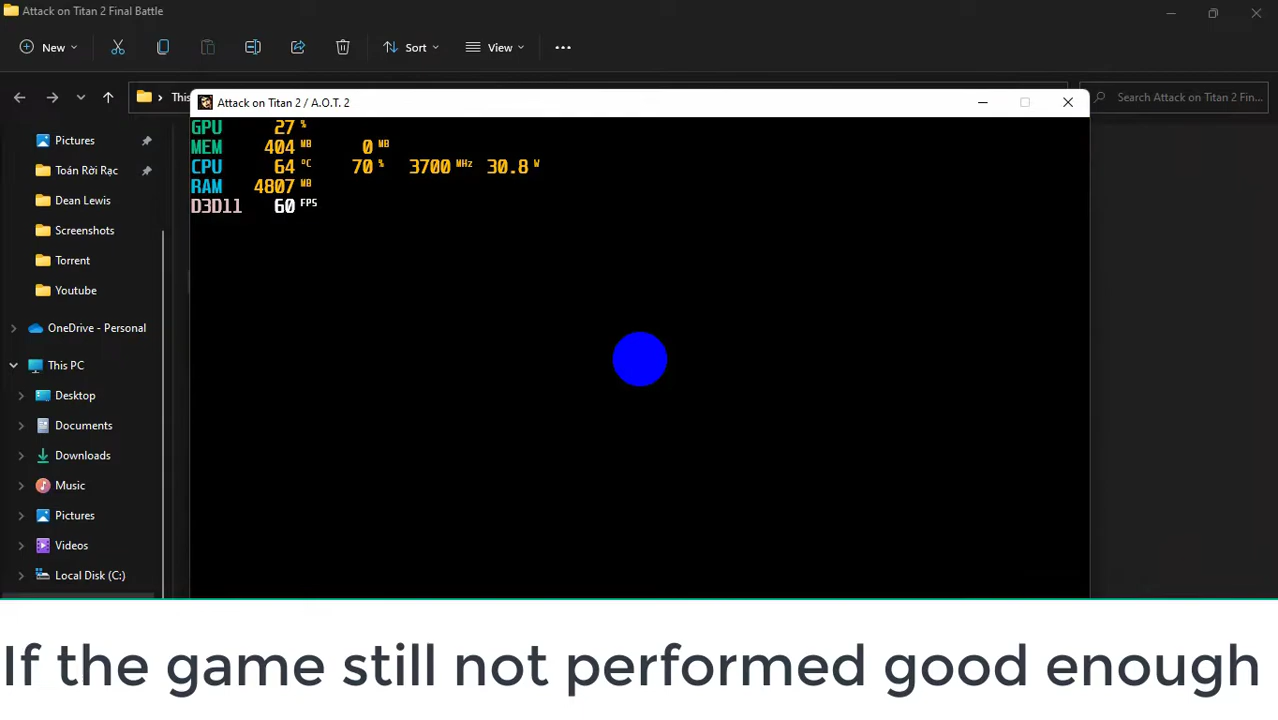 Attack on Titan 2 Final Battle
New
Sort
View
This
Search Attack on Titan 2 Fin...
Attack on Titan 2 / A.O.T. 2
GPU 27 %
MEM 404 MB 0 MB
CPU 64 °C 70 % 3700 MHz 30.8 W
RAM 4807 MB
D3D11 60 FPS
Pictures
Toán Rời Rạc
Dean Lewis
Screenshots
Torrent
Youtube
OneDrive - Personal
This PC
Desktop
Documents
Downloads
Music
Pictures
Videos
Local Disk (C:)
If the game still not performed good enough